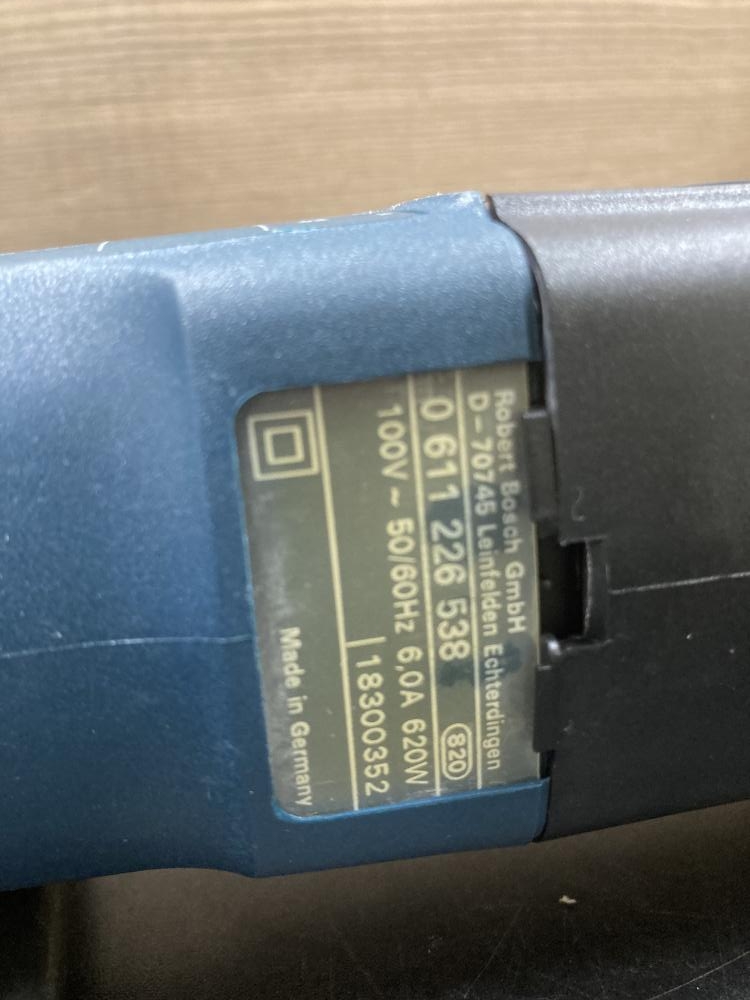 Robert Bosch GmbH
D-70745 Leinfelden Echterdingen
0 611 226 538 820
100V ~ 50/60Hz 6,0A 620W
18300352
Made in Germany